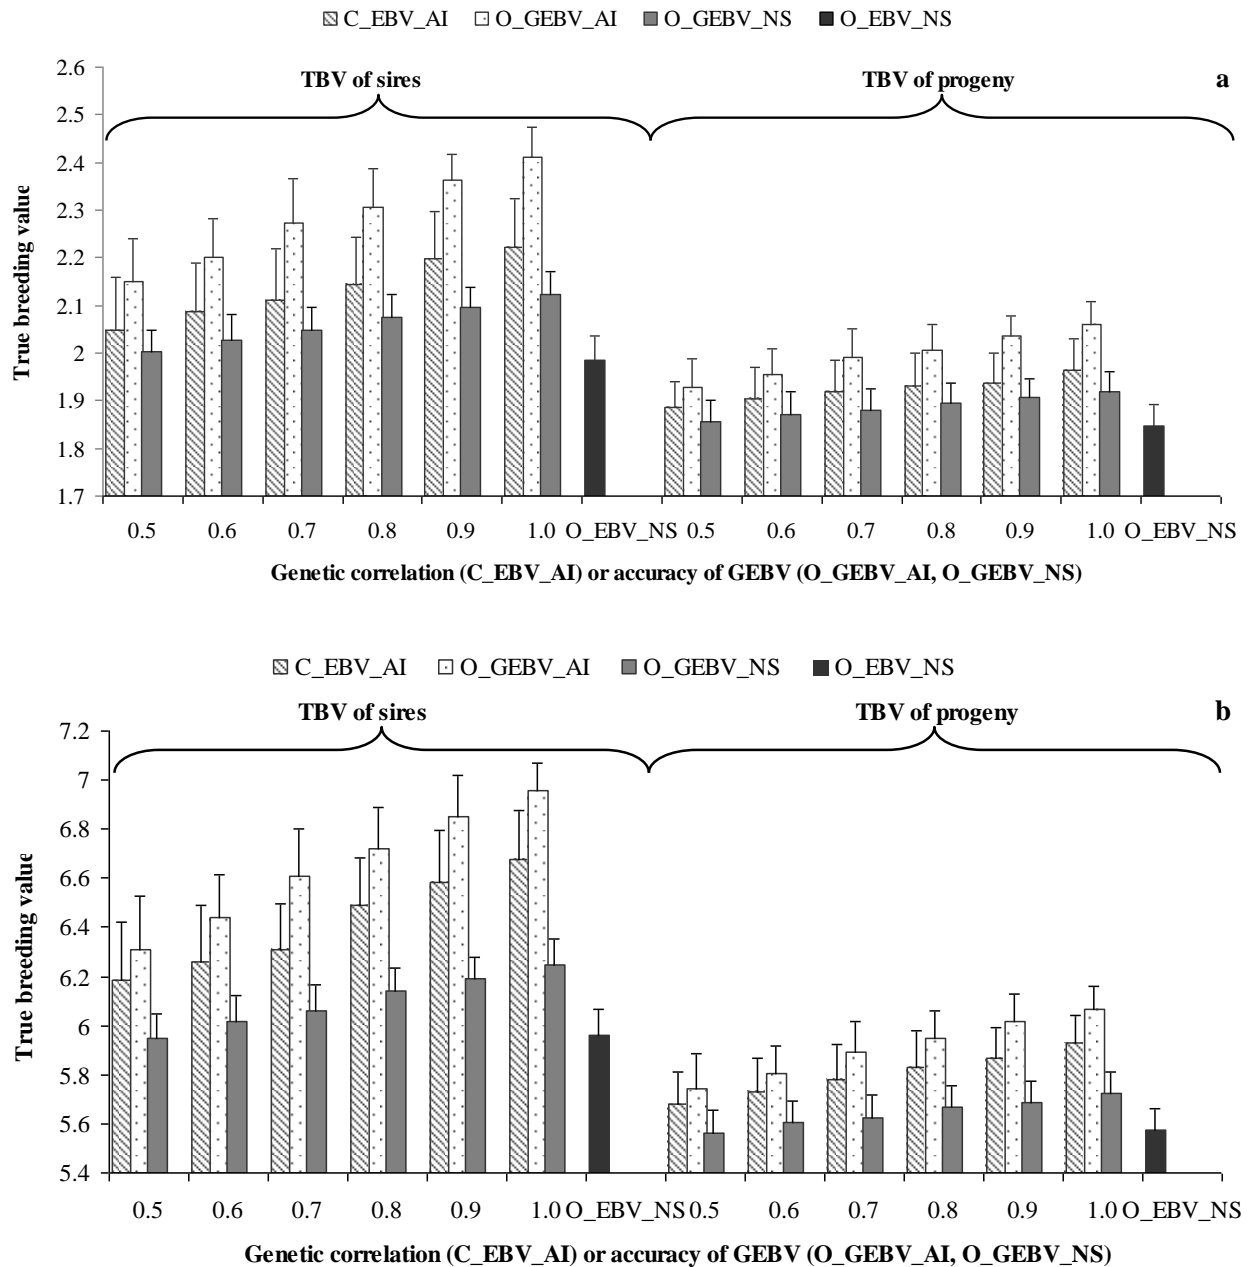 C_EBV_AI O_GEBV_AI O_GEBV_NS O_EBV_NS
TBV of sires TBV of progeny a
True breeding value
2.6
2.5
2.4
2.3
2.2
2.1
2
1.9
1.8
1.7
0.5 0.6 0.7 0.8 0.9 1.0 O_EBV_NS 0.5 0.6 0.7 0.8 0.9 1.0 O_EBV_NS
Genetic correlation (C_EBV_AI) or accuracy of GEBV (O_GEBV_AI, O_GEBV_NS)
C_EBV_AI O_GEBV_AI O_GEBV_NS O_EBV_NS
TBV of sires TBV of progeny b
True breeding value
7.2
7
6.8
6.6
6.4
6.2
6
5.8
5.6
5.4
0.5 0.6 0.7 0.8 0.9 1.0 O_EBV_NS 0.5 0.6 0.7 0.8 0.9 1.0 O_EBV_NS
Genetic correlation (C_EBV_AI) or accuracy of GEBV (O_GEBV_AI, O_GEBV_NS)